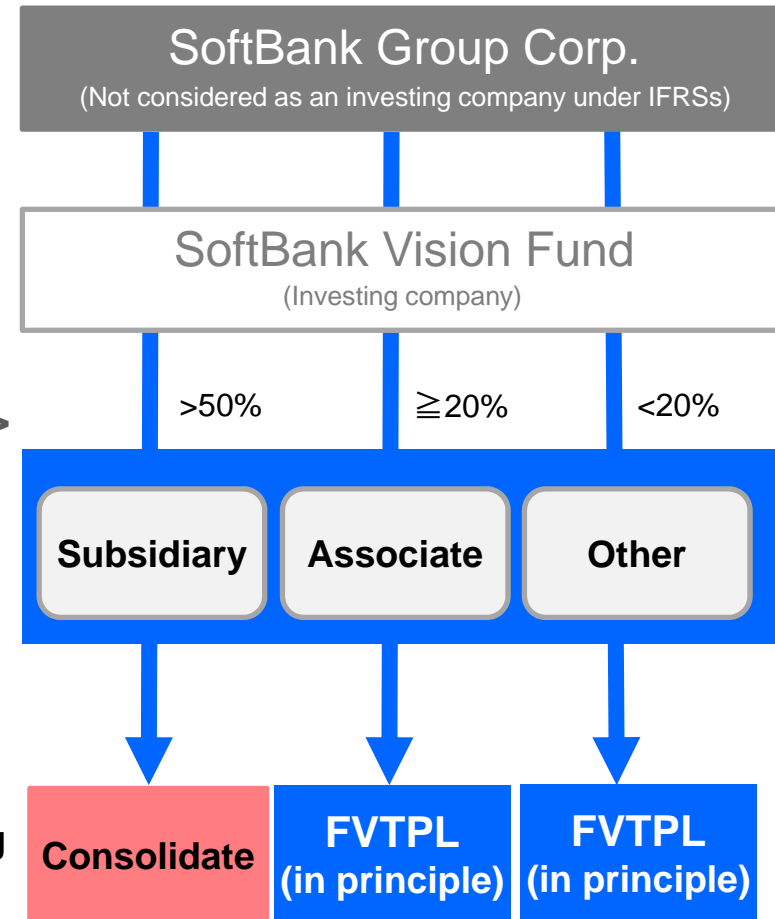 SoftBank Group Corp.
(Not considered as an investing company under IFRSs)
SoftBank Vision Fund
(Investing company)
>50%
≧20%
<20%
Subsidiary
Associate
Other
Consolidate
FVTPL
(in principle)
FVTPL
(in principle)